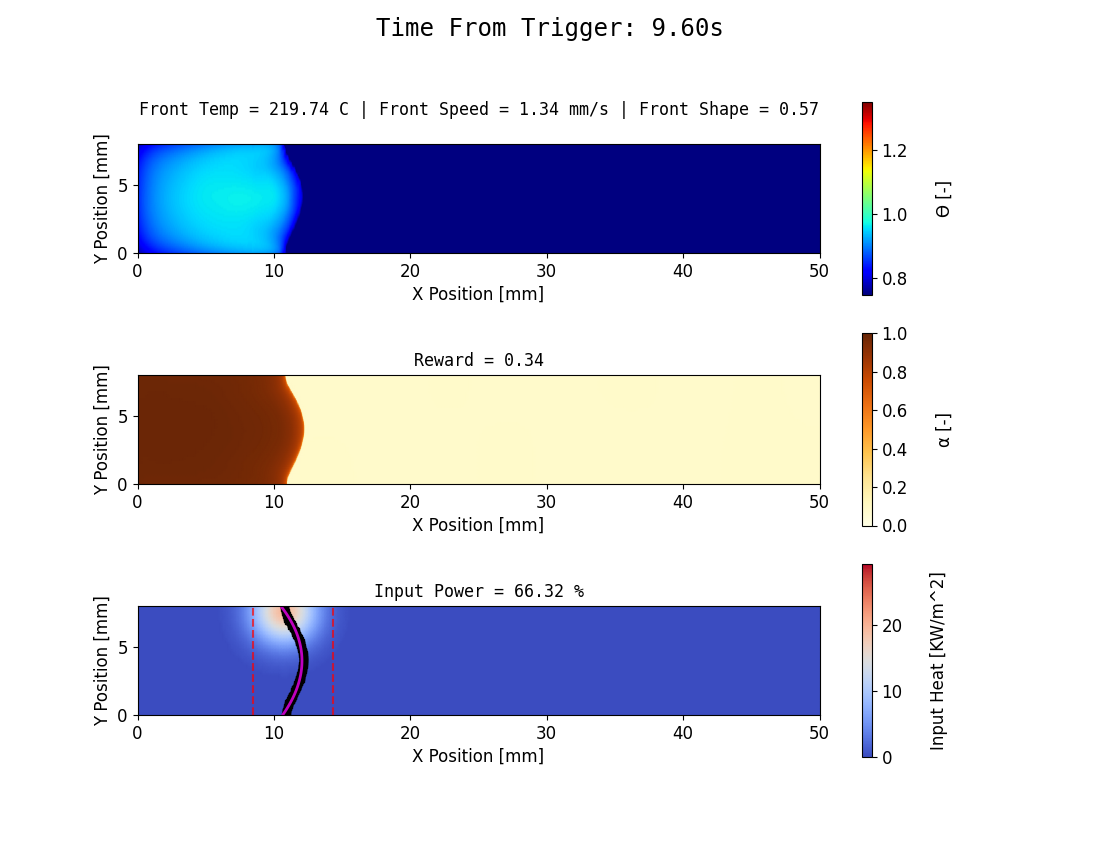 Time From Trigger: 9.60s
Front Temp = 219.74 C | Front Speed = 1.34 mm/s | Front Shape = 0.57
Y Position [mm]
5
0
0 10 20 30 40 50
X Position [mm]
1.2
1.0
0.8
Θ [-]
Reward = 0.34
Y Position [mm]
5
0
0 10 20 30 40 50
X Position [mm]
1.0
0.8
0.6
0.4
0.2
0.0
α [-]
Input Power = 66.32 %
Y Position [mm]
5
0
0 10 20 30 40 50
X Position [mm]
20
10
0
Input Heat [KW/m^2]